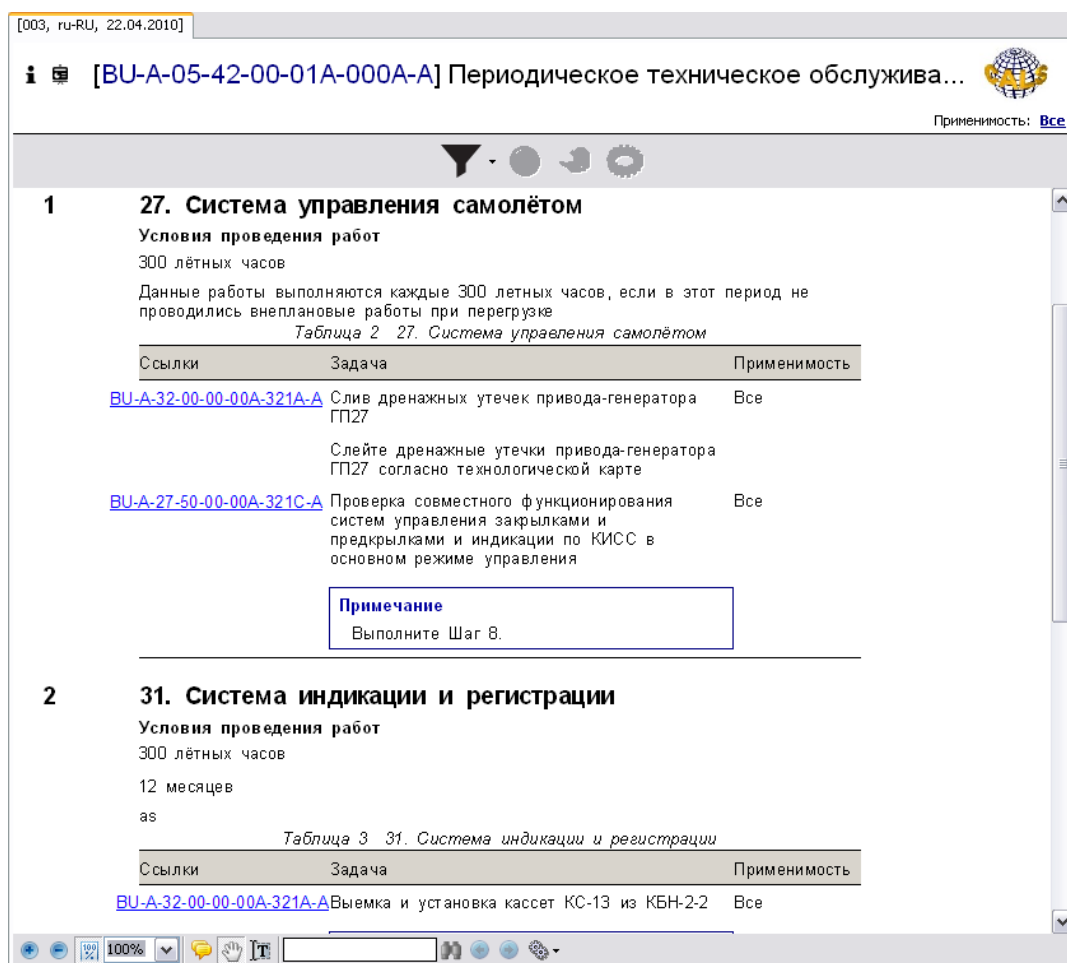 [003, ru-RU, 22.04.2010]
[BU-A-05-42-00-01A-000A-A] Периодическое техническое обслужива...
CALS
Применимость: Все
1 27. Система управления самолётом
Условия проведения работ
300 лётных часов
Данные работы выполняются каждые 300 летных часов, если в этот период не
проводились внеплановые работы при перегрузке
Таблица 2 27. Система управления самолётом
Ссылки Задача Применимость
BU-A-32-00-00-00A-321A-A Слив дренажных утечек привода-генератора Все
ГП27
Слейте дренажные утечки привода-генератора
ГП27 согласно технологической карте
BU-A-27-50-00-00A-321C-A Проверка совместного функционирования Все
систем управления закрылками и
предкрылками и индикации по КИСС в
основном режиме управления
Примечание
Выполните Шаг 8.
2 31. Система индикации и регистрации
Условия проведения работ
300 лётных часов
12 месяцев
as
Таблица 3 31. Система индикации и регистрации
Ссылки Задача Применимость
BU-A-32-00-00-00A-321A-A Выемка и установка кассет КС-13 из КБН-2-2 Все
100% T